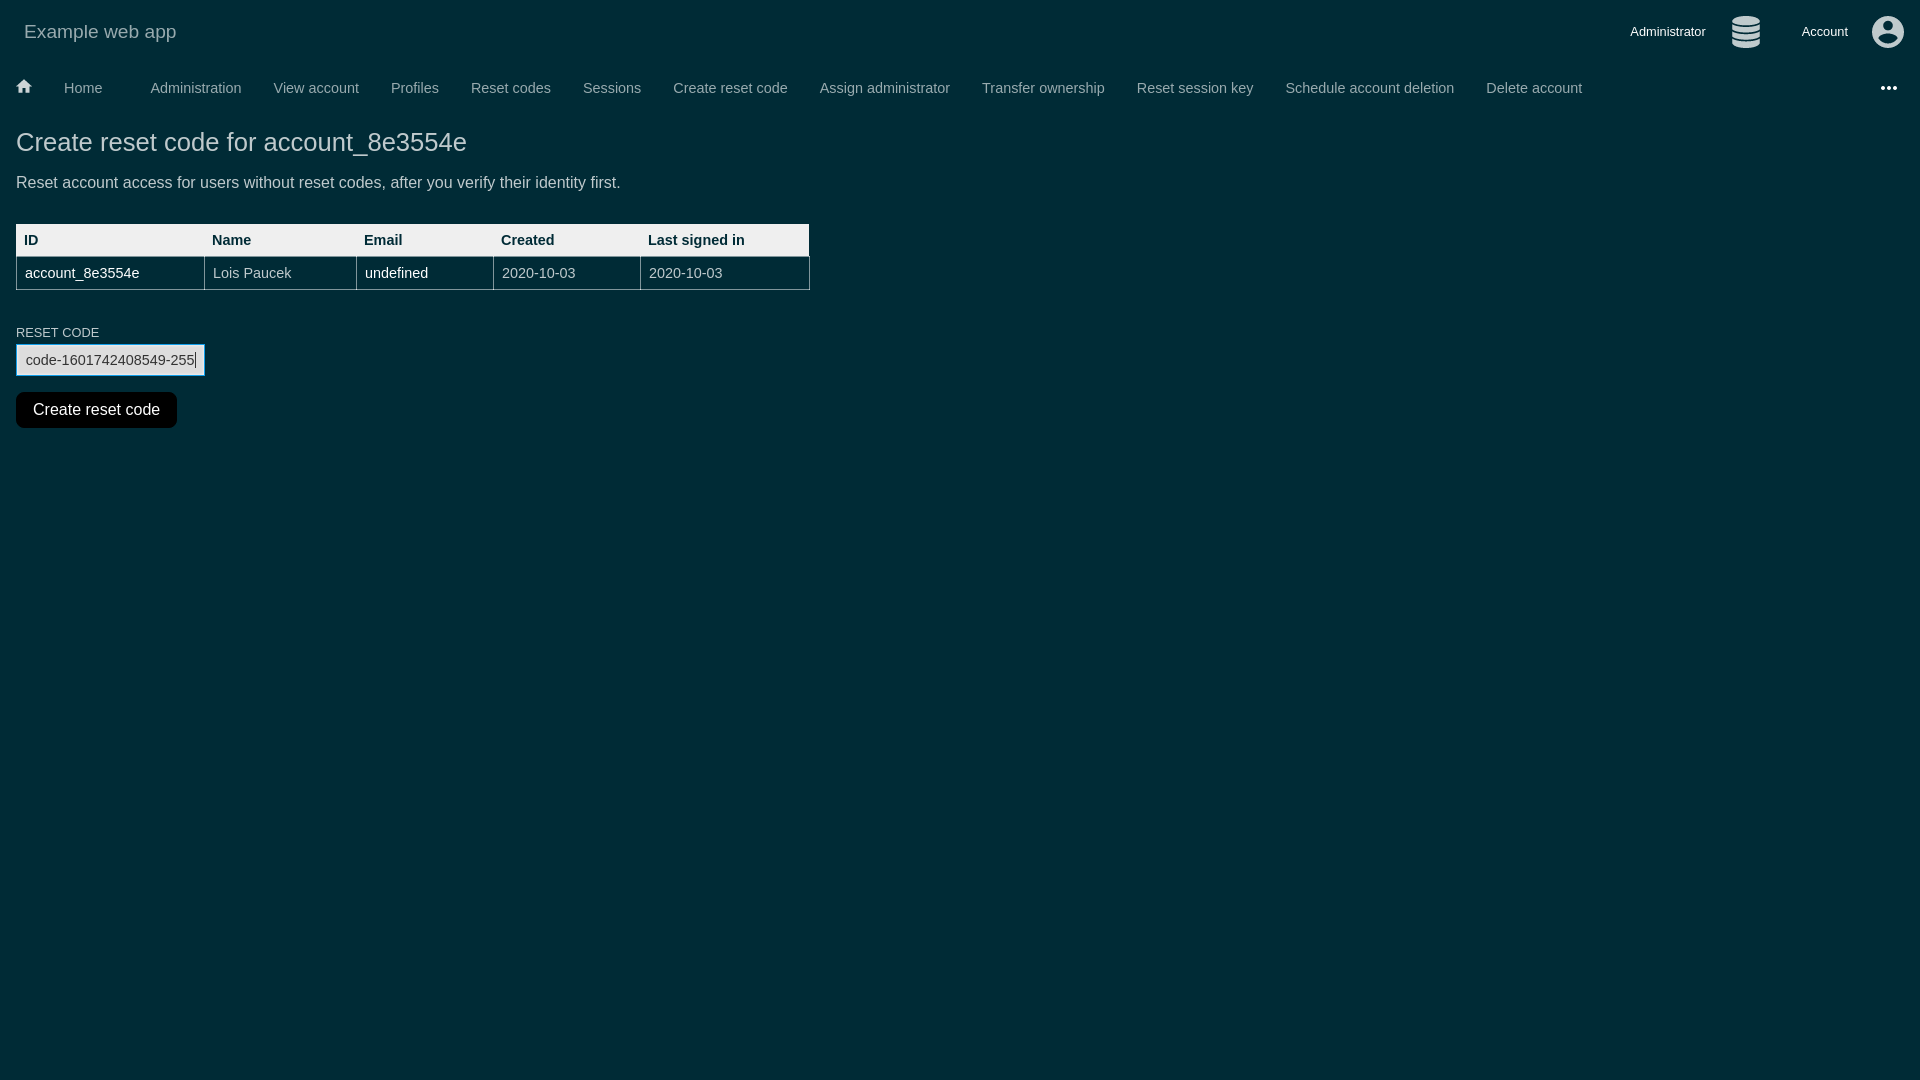 Example web app
Administrator
Account
Home
Administration
View account
Profiles
Reset codes
Sessions
Create reset code
Assign administrator
Transfer ownership
Reset session key
Schedule account deletion
Delete account
Create reset code for account_8e3554e
Reset account access for users without reset codes, after you verify their identity first.
ID Name Email Created Last signed in
account_8e3554e Lois Paucek undefined 2020-10-03 2020-10-03
RESET CODE
code-1601742408549-255
Create reset code